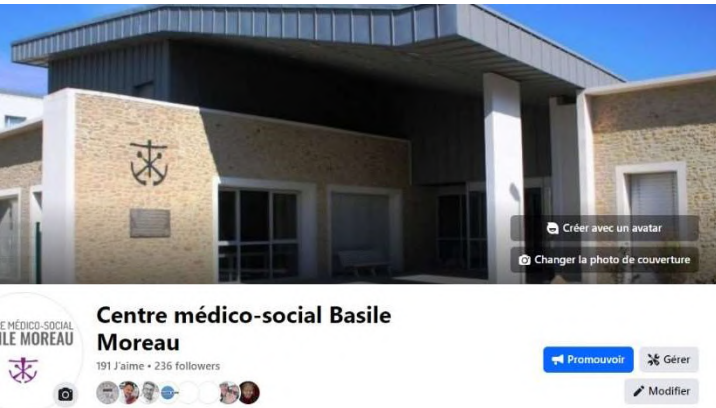 Créer avec un avatar
Changer la photo de couverture
E MÉDICO-SOCIAL
ILE MOREAU
Centre médico-social Basile
Moreau
191 J'aime • 236 followers
Promouvoir
Gérer
Modifier